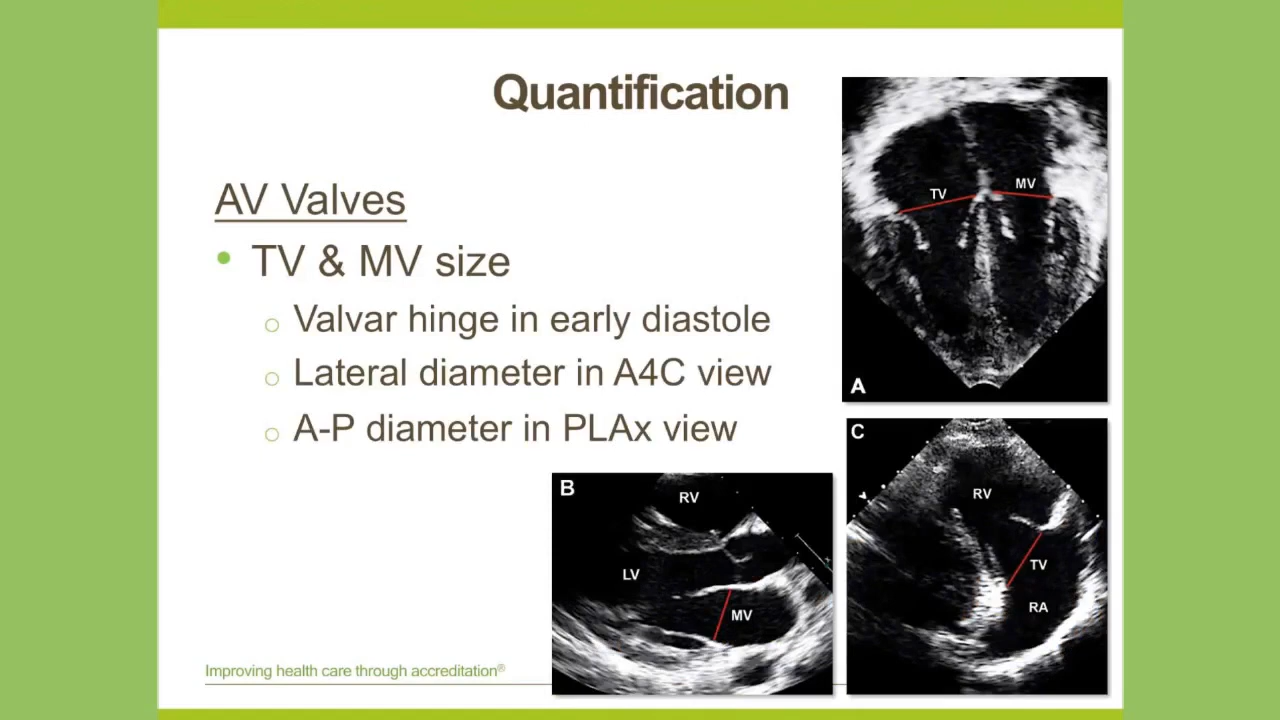 Quantification
AV Valves
• TV & MV size
o Valvar hinge in early diastole
o Lateral diameter in A4C view
o A-P diameter in PLAx view
TV
MV
A
B
RV
LV
MV
C
RV
TV
RA
Improving health care through accreditation®